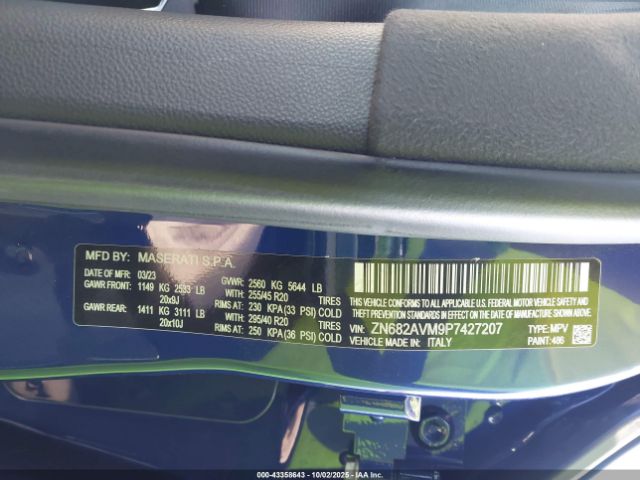 MFD BY: MASERATI S.P.A.
DATE OF MFR: 03/23 GVWR: 2560 KG 5644 LB
GAWR FRONT: 1149 KG 2533 LB WITH 255/45 R20 TIRES
20x9J RIMS AT: 230 KPA (33 PSI) COLD
GAWR REAR: 1411 KG 3111 LB WITH 295/40 R20 TIRES
20x10J RIMS AT: 250 KPA (36 PSI) COLD
THIS VEHICLE CONFORMS TO ALL APPLICABLE
FEDERAL MOTOR VEHICLE SAFETY, BUMPER AND
THEFT PREVENTION STANDARDS IN EFFECT ON THE
DATE OF MANUFACTURE SHOWN ABOVE.
VIN: ZN682AVM9P7427207 TYPE: MPV
VEHICLE MADE IN: ITALY PAINT: 486
000-43358643 | 10/02/2025 | IAA Inc.